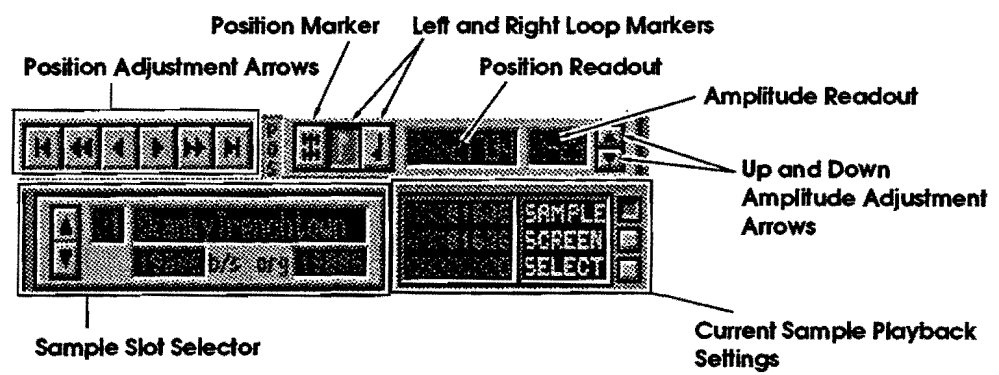 Position Marker
Left and Right Loop Markers
Position Adjustment Arrows
Position Readout
Amplitude Readout
POS
Up and Down
Amplitude Adjustment
Arrows
SAMPLE
SCREEN
b/s org
SELECT
Sample Slot Selector
Current Sample Playback
Settings